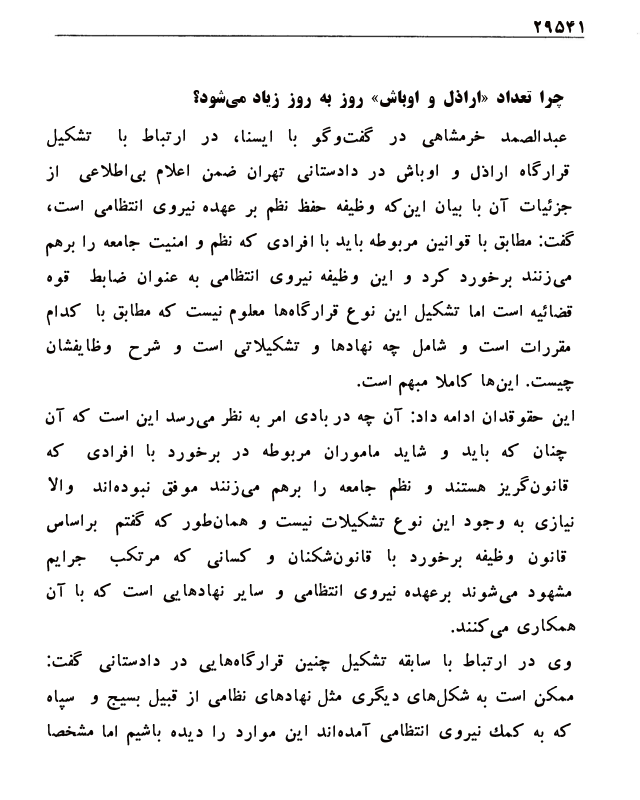 ۲۹۵۴۱
چرا تعداد «اراذل و اوباش» روز به روز زیاد می‌شود؟
عبدالصمد خرمشاهی در گفت‌وگو با ایسنا، در ارتباط با تشکیل
قرارگاه اراذل و اوباش در دادستانی تهران ضمن اعلام بی‌اطلاعی از
جزئیات آن با بیان این‌که وظیفه حفظ نظم بر عهده نیروی انتظامی است،
گفت: مطابق با قوانین مربوطه باید با افرادی که نظم و امنیت جامعه را برهم
می‌زنند برخورد کرد و این وظیفه نیروی انتظامی به عنوان ضابط قوه
قضائیه است اما تشکیل این نوع قرارگاه‌ها معلوم نیست که مطابق با کدام
مقررات است و شامل چه نهادها و تشکیلاتی است و شرح وظایفشان
چیست. این‌ها کاملا مبهم است.
این حقوقدان ادامه داد: آن چه در بادی امر به نظر می‌رسد این است که آن
چنان که باید و شاید ماموران مربوطه در برخورد با افرادی که
قانون‌گریز هستند و نظم جامعه را برهم می‌زنند موفق نبوده‌اند والا
نیازی به وجود این نوع تشکیلات نیست و همان‌طور که گفتم براساس
قانون وظیفه برخورد با قانون‌شکنان و کسانی که مرتکب جرایم
مشهود می‌شوند برعهده نیروی انتظامی و سایر نهادهایی است که با آن
همکاری می‌کنند.
وی در ارتباط با سابقه تشکیل چنین قرارگاه‌هایی در دادستانی گفت:
ممکن است به شکل‌های دیگری مثل نهادهای نظامی از قبیل بسیج و سپاه
که به کمک نیروی انتظامی آمده‌اند این موارد را دیده باشیم اما مشخصا